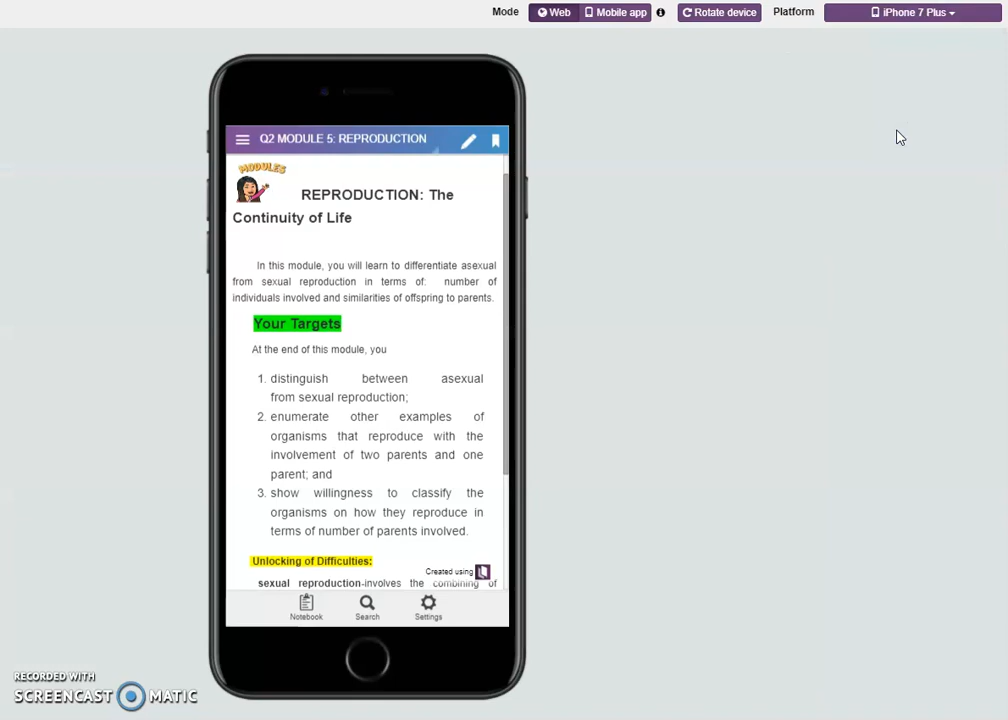 Mode Web Mobile app Rotate device Platform iPhone 7 Plus
Q2 MODULE 5: REPRODUCTION
MODULES
REPRODUCTION: The
Continuity of Life
In this module, you will learn to differentiate asexual
from sexual reproduction in terms of: number of
individuals involved and similarities of offspring to parents.
Your Targets
At the end of this module, you
1. distinguish between asexual
from sexual reproduction;
2. enumerate other examples of
organisms that reproduce with the
involvement of two parents and one
parent; and
3. show willingness to classify the
organisms on how they reproduce in
terms of number of parents involved.
Unlocking of Difficulties:
Created using
sexual reproduction-involves the combining of
Notebook Search Settings
RECORDED WITH
SCREENCAST MATIC